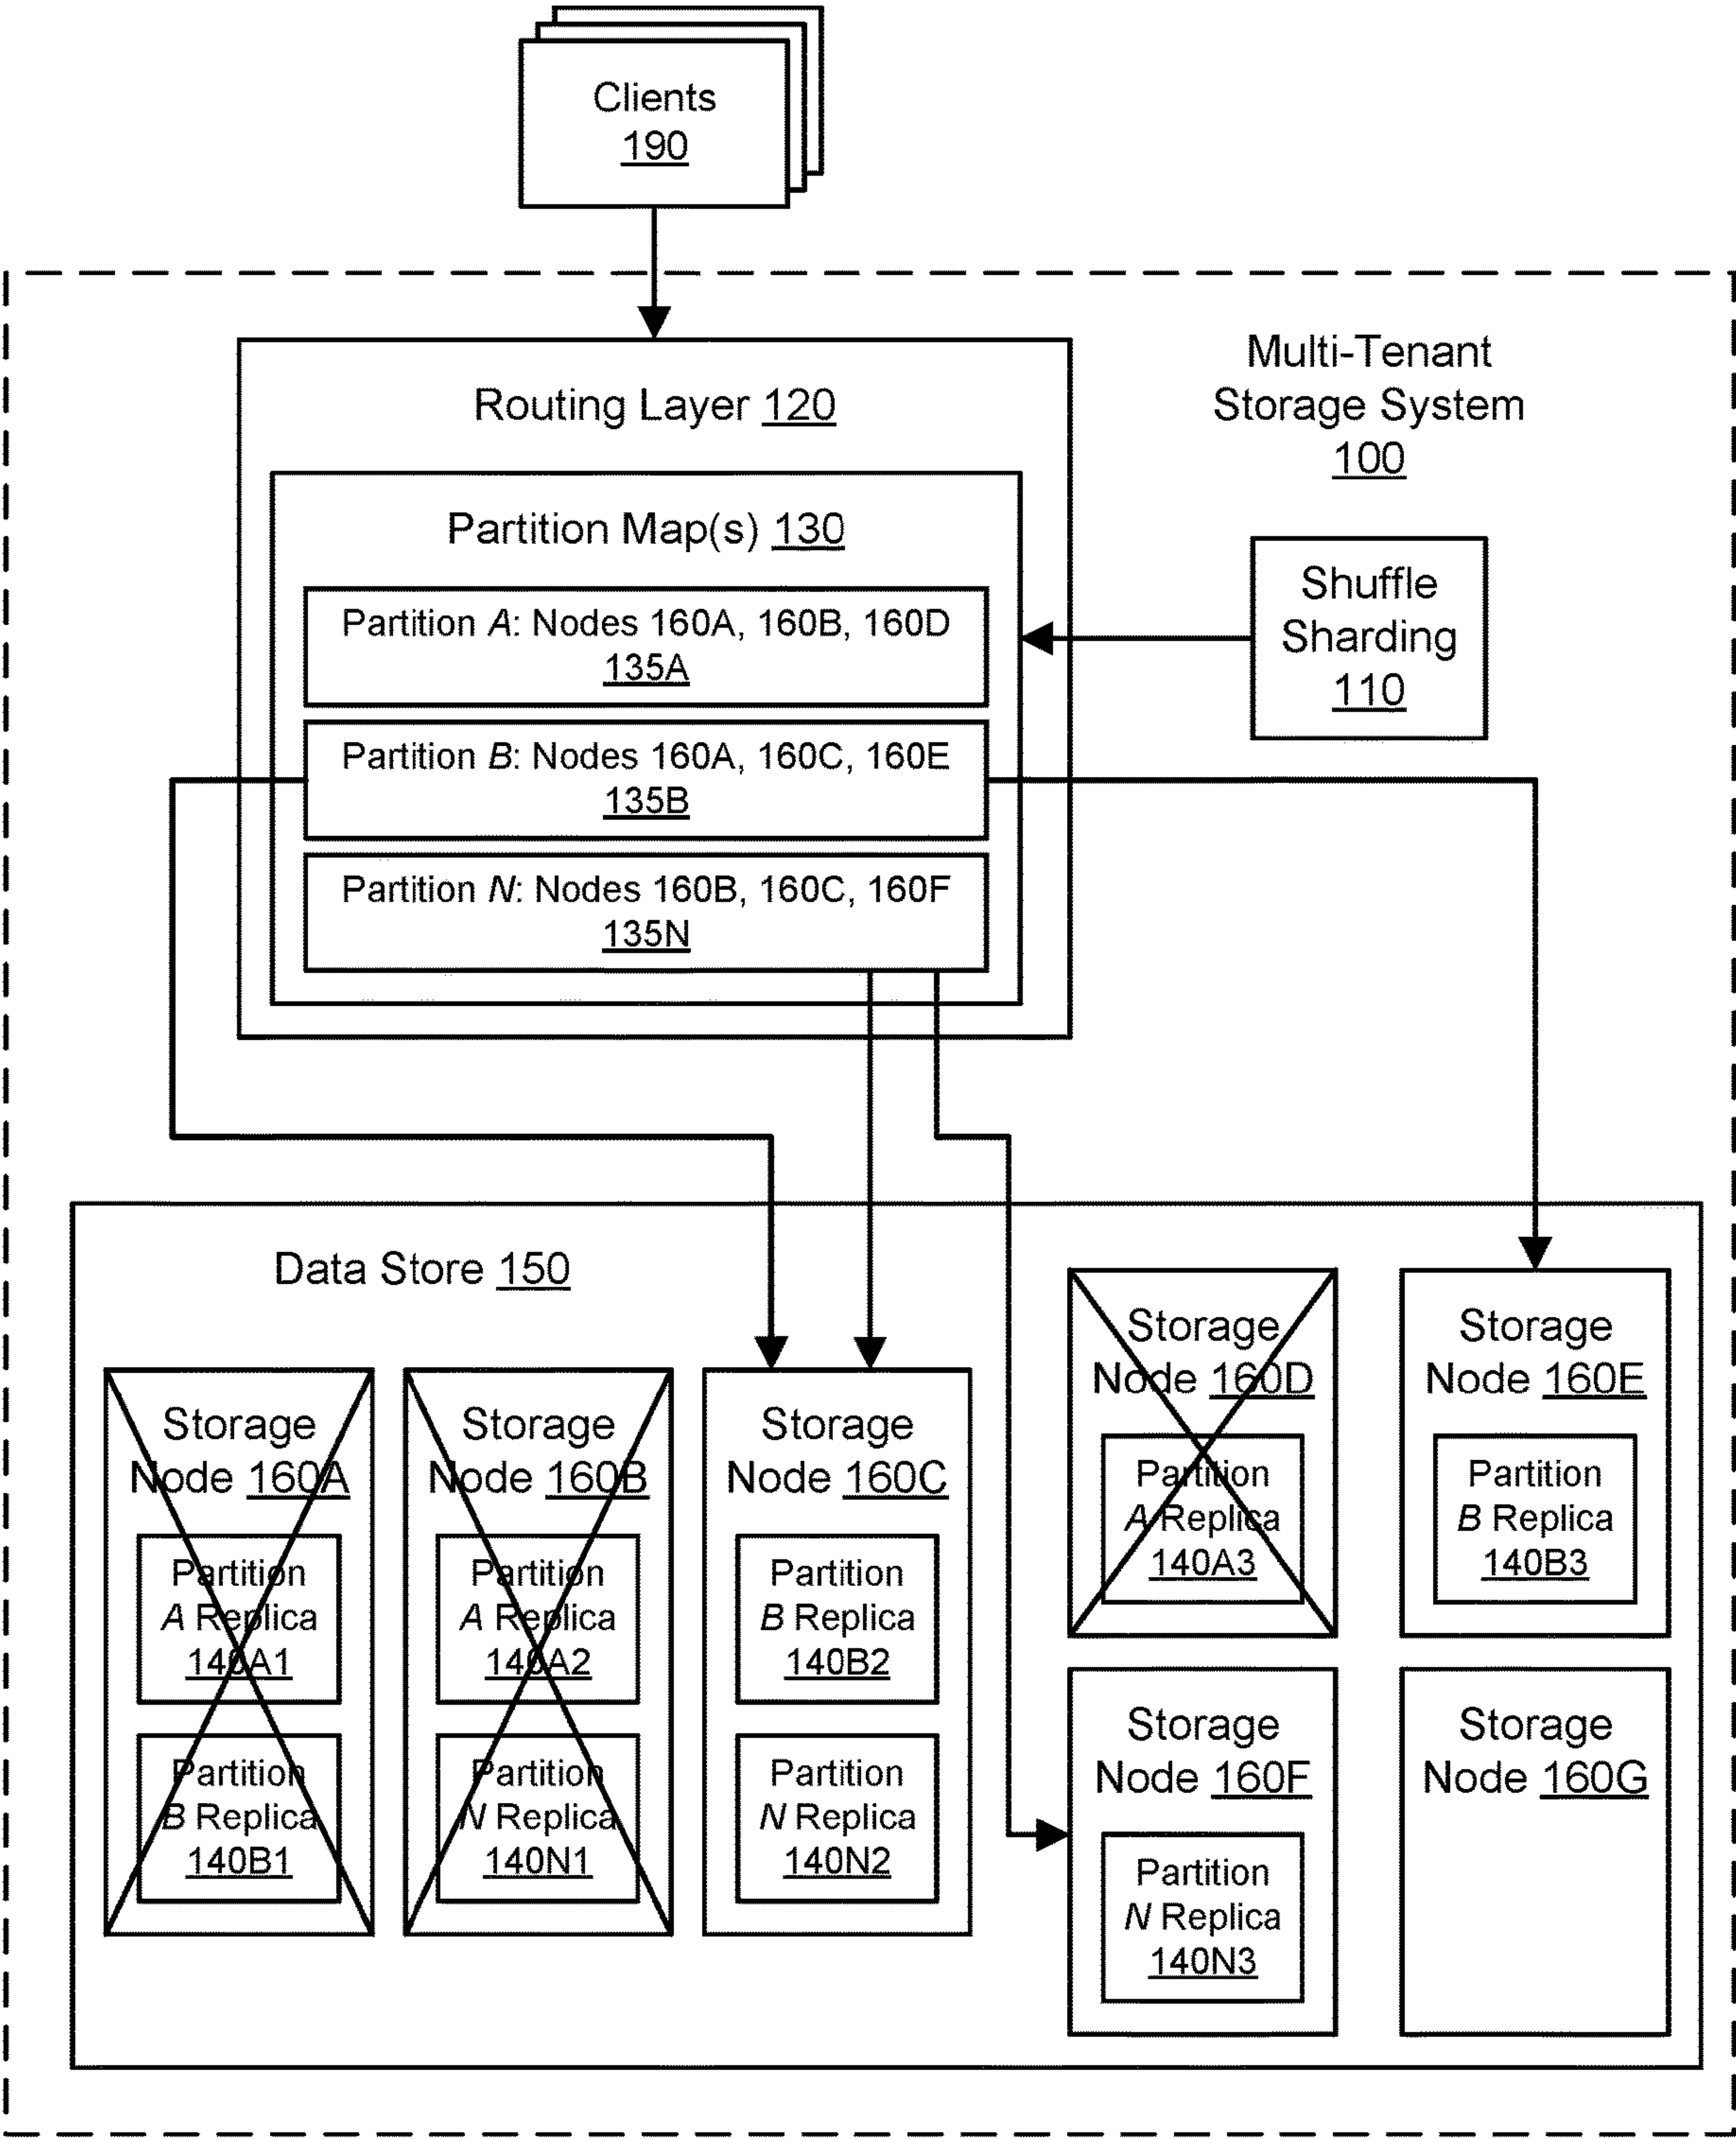 Clients
190
Multi-Tenant
Storage System
100
Routing Layer 120
Partition Map(s) 130
Partition A: Nodes 160A, 160B, 160D
135A
Partition B: Nodes 160A, 160C, 160E
135B
Partition N: Nodes 160B, 160C, 160F
135N
Shuffle
Sharding
110
Data Store 150
Storage
Node 160A
Partition
A Replica
140A1
Partition
B Replica
140B1
Storage
Node 160B
Partition
A Replica
140A2
Partition
N Replica
140N1
Storage
Node 160C
Partition
B Replica
140B2
Partition
N Replica
140N2
Storage
Node 160D
Partition
A Replica
140A3
Storage
Node 160E
Partition
B Replica
140B3
Storage
Node 160F
Partition
N Replica
140N3
Storage
Node 160G